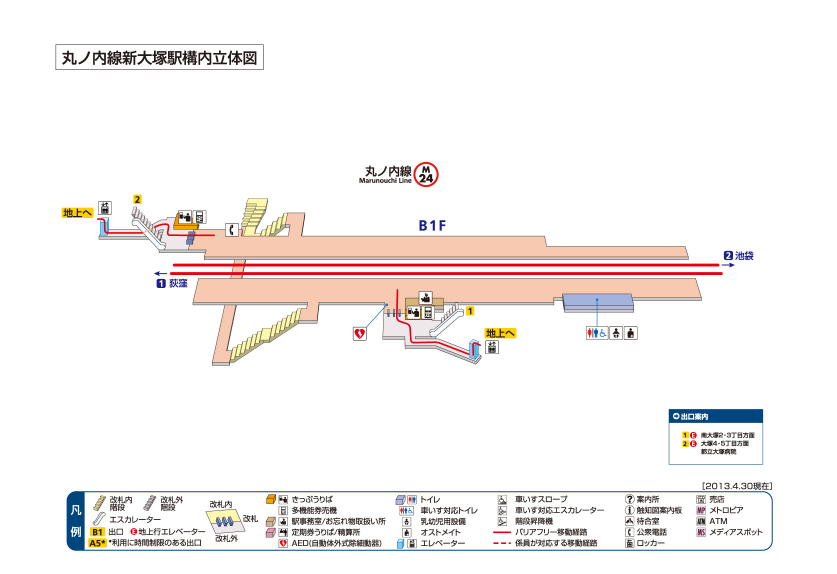 丸ノ内線新大塚駅構内立体図
丸ノ内線
Marunouchi Line
M
24
2
地上へ
B1F
2 池袋
1 荻窪
1
地上へ
出口案内
1 E 南大塚2・3丁目方面
2 E 大塚4・5丁目方面
都立大塚病院
[2013.4.30現在]
凡例
改札内階段
改札外階段
エスカレーター
B1 出口 E 地上行エレベーター
A5* *利用に時間制限のある出口
改札内
改札
改札外
きっぷうりば
多機能券売機
駅事務室/お忘れ物取扱い所
定期券うりば/精算所
AED(自動体外式除細動器)
トイレ
車いす対応トイレ
乳幼児用設備
オストメイト
エレベーター
車いすスロープ
車いす対応エスカレーター
階段昇降機
バリアフリー移動経路
係員が対応する移動経路
? 案内所
触知図案内板
待合室
公衆電話
ロッカー
売店
MP メトロピア
ATM ATM
MS メディアスポット